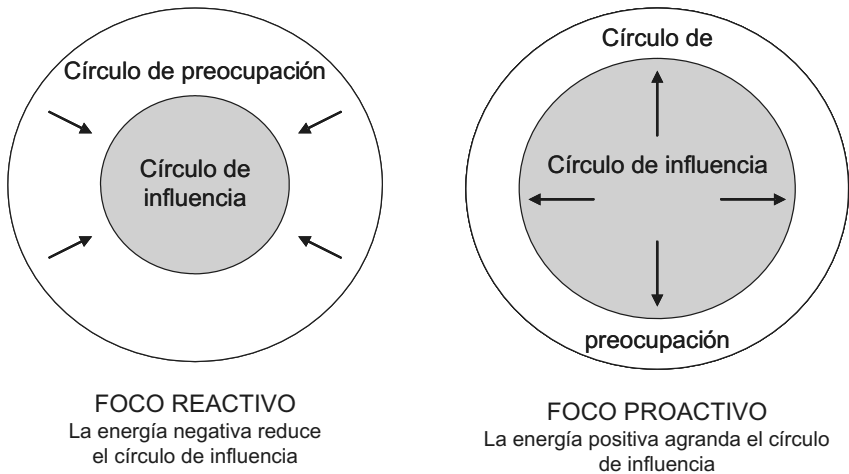 Círculo de preocupación
Círculo de
influencia
FOCO REACTIVO
La energía negativa reduce
el círculo de influencia
Círculo de
Círculo de influencia
preocupación
FOCO PROACTIVO
La energía positiva agranda el círculo
de influencia